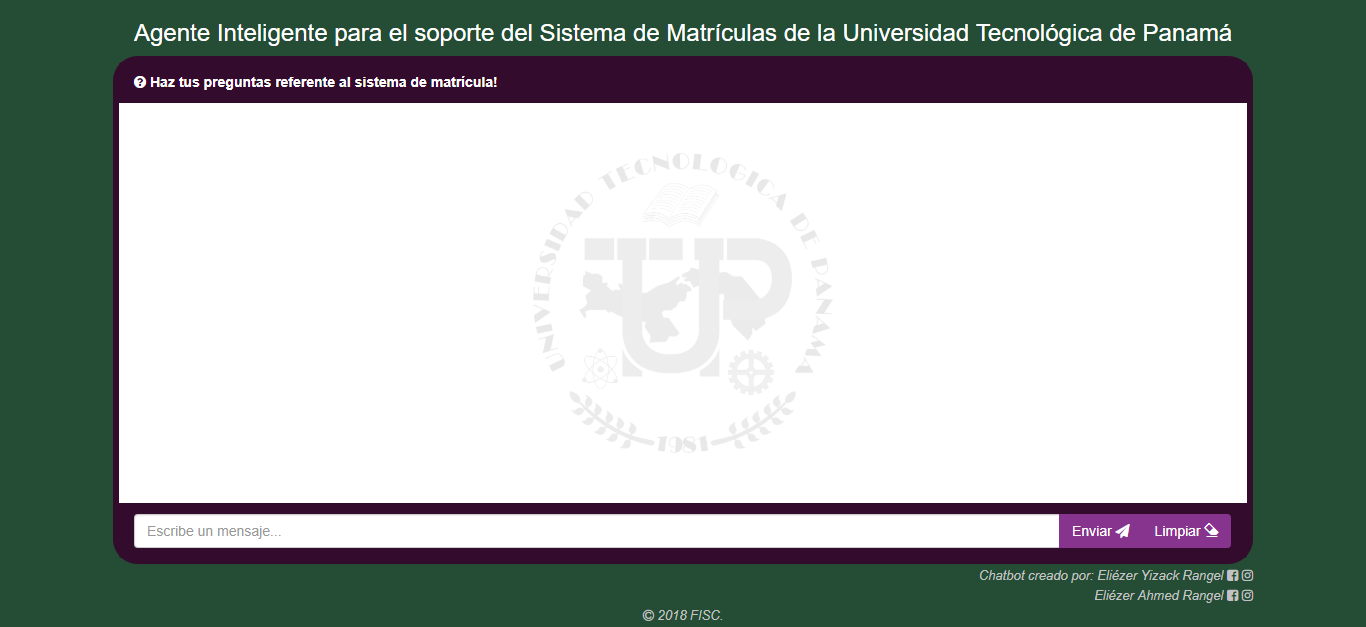 Agente Inteligente para el soporte del Sistema de Matrículas de la Universidad Tecnológica de Panamá
Haz tus preguntas referente al sistema de matrícula!
UNIVERSIDAD TECNOLOGICA DE PANAMA
UTP
1981
Escribe un mensaje...
Enviar
Limpiar
Chatbot creado por: Eliézer Yizack Rangel
Eliézer Ahmed Rangel
© 2018 FISC.